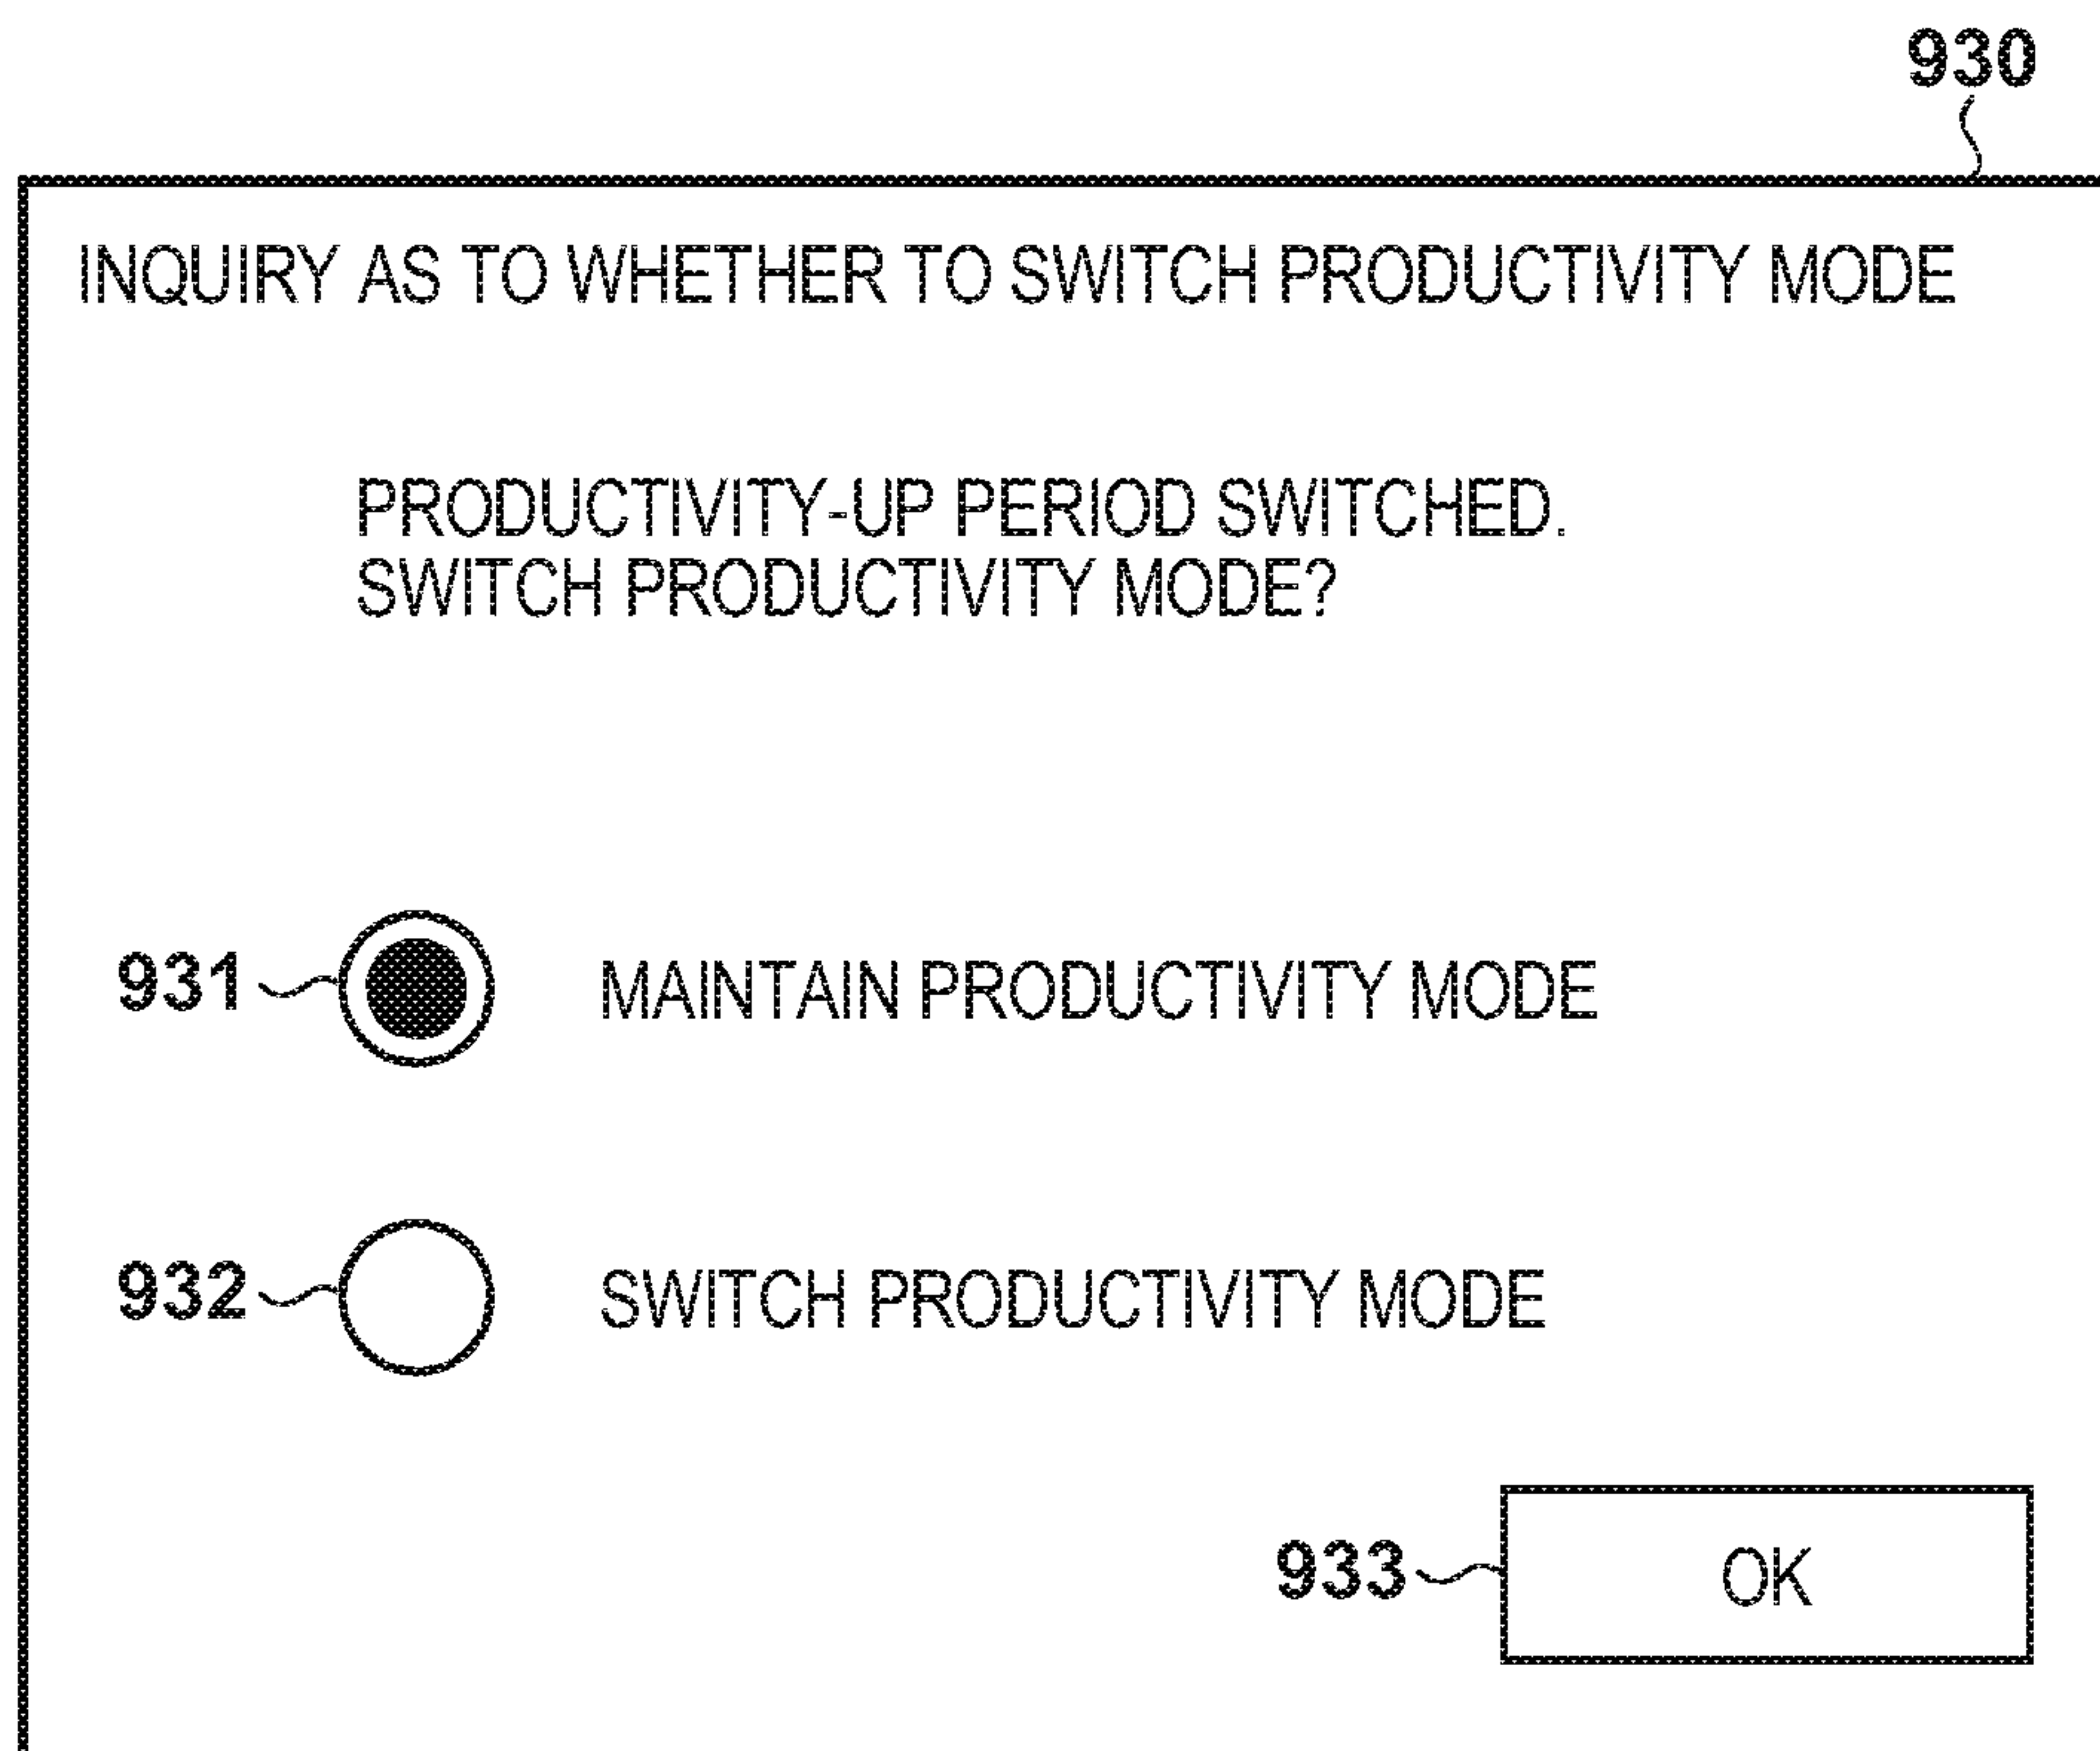 930
INQUIRY AS TO WHETHER TO SWITCH PRODUCTIVITY MODE
PRODUCTIVITY-UP PERIOD SWITCHED.
SWITCH PRODUCTIVITY MODE?
931 MAINTAIN PRODUCTIVITY MODE
932 SWITCH PRODUCTIVITY MODE
933 OK